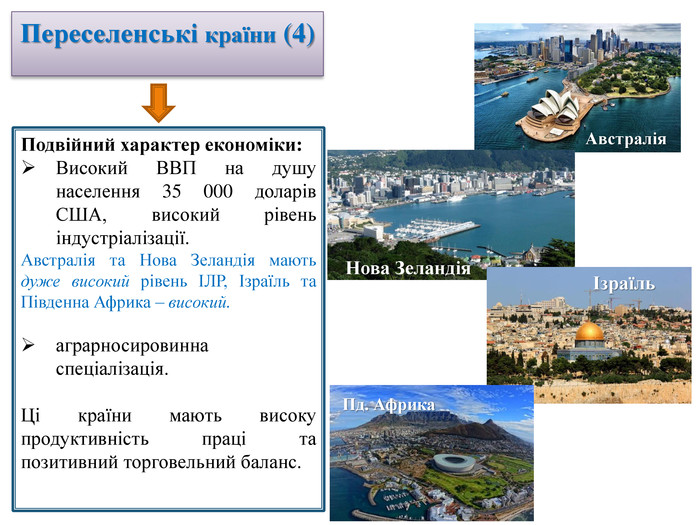 Переселенські країни (4)
Подвійний характер економіки:
Високий ВВП на душу
населення 35 000 доларів
США, високий рівень
індустріалізації.
Австралія та Нова Зеландія мають
дуже високий рівень ІЛР, Ізраїль та
Південна Африка – високий.
аграрносировинна
спеціалізація.
Ці країни мають високу
продуктивність праці та
позитивний торговельний баланс.
Австралія
Нова Зеландія
Ізраїль
Пд. Африка